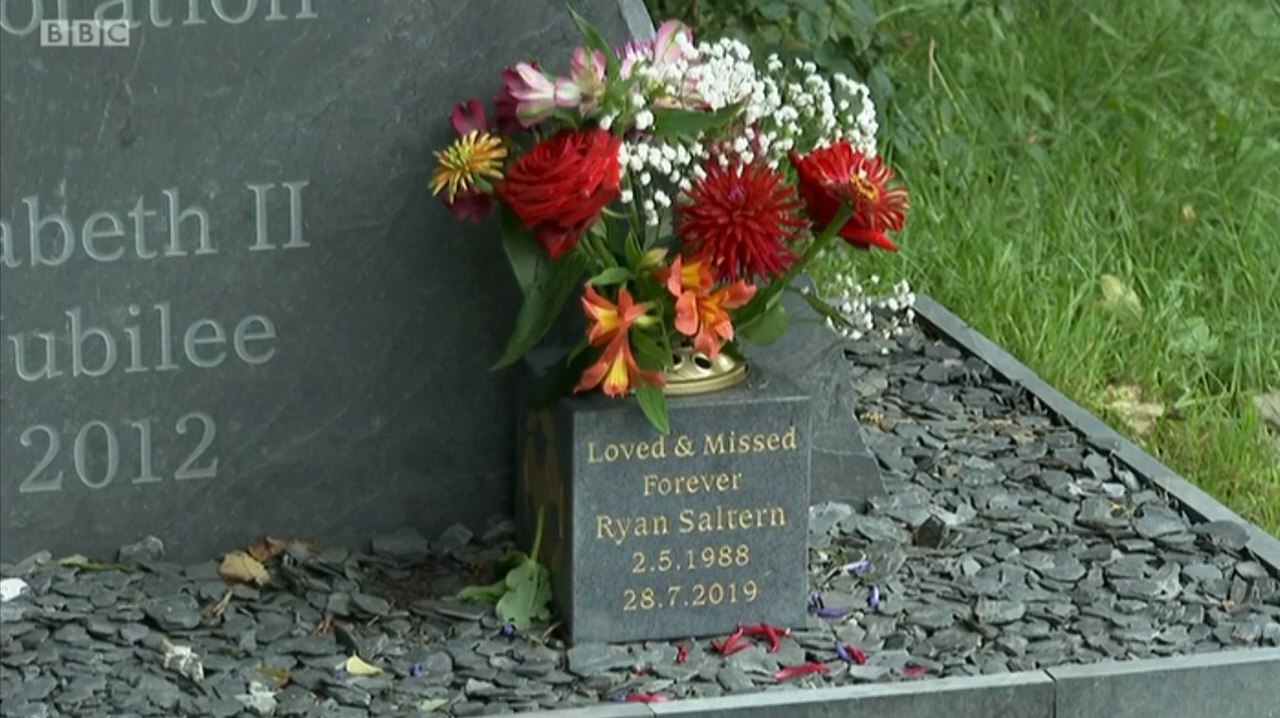 BBC
abeth II
ubilee
2012
Loved & Missed
Forever
Ryan Saltern
2.5.1988
28.7.2019